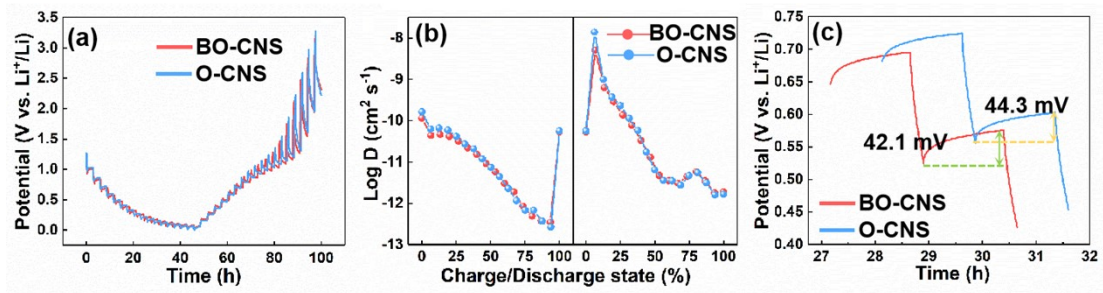 (a)
BO-CNS
O-CNS
Potential (V vs. Li⁺/Li)
3.5
3.0
2.5
2.0
1.5
1.0
0.5
0.0
0
20
40
60
80
100
Time (h)
(b)
BO-CNS
O-CNS
Log D (cm² s⁻¹)
-8
-9
-10
-11
-12
-13
0
25
50
75
100
0
25
50
75
100
Charge/Discharge state (%)
(c)
Potential (V vs. Li⁺/Li)
0.75
0.70
0.65
0.60
0.55
0.50
0.45
0.40
44.3 mV
42.1 mV
BO-CNS
O-CNS
27
28
29
30
31
32
Time (h)